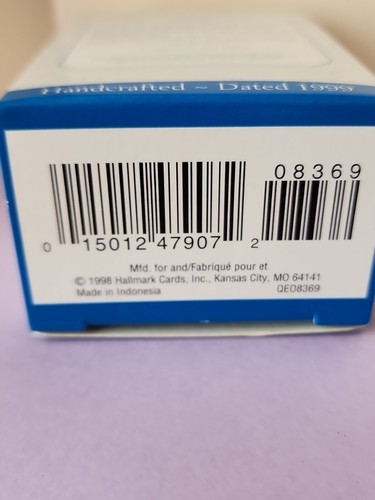 Handcrafted ~ Dated 1999
08369
0 15012 47907 2
Mfd. for and/Fabriqué pour et
© 1998 Hallmark Cards, Inc., Kansas City, MO 64141
Made in Indonesia QEO8369